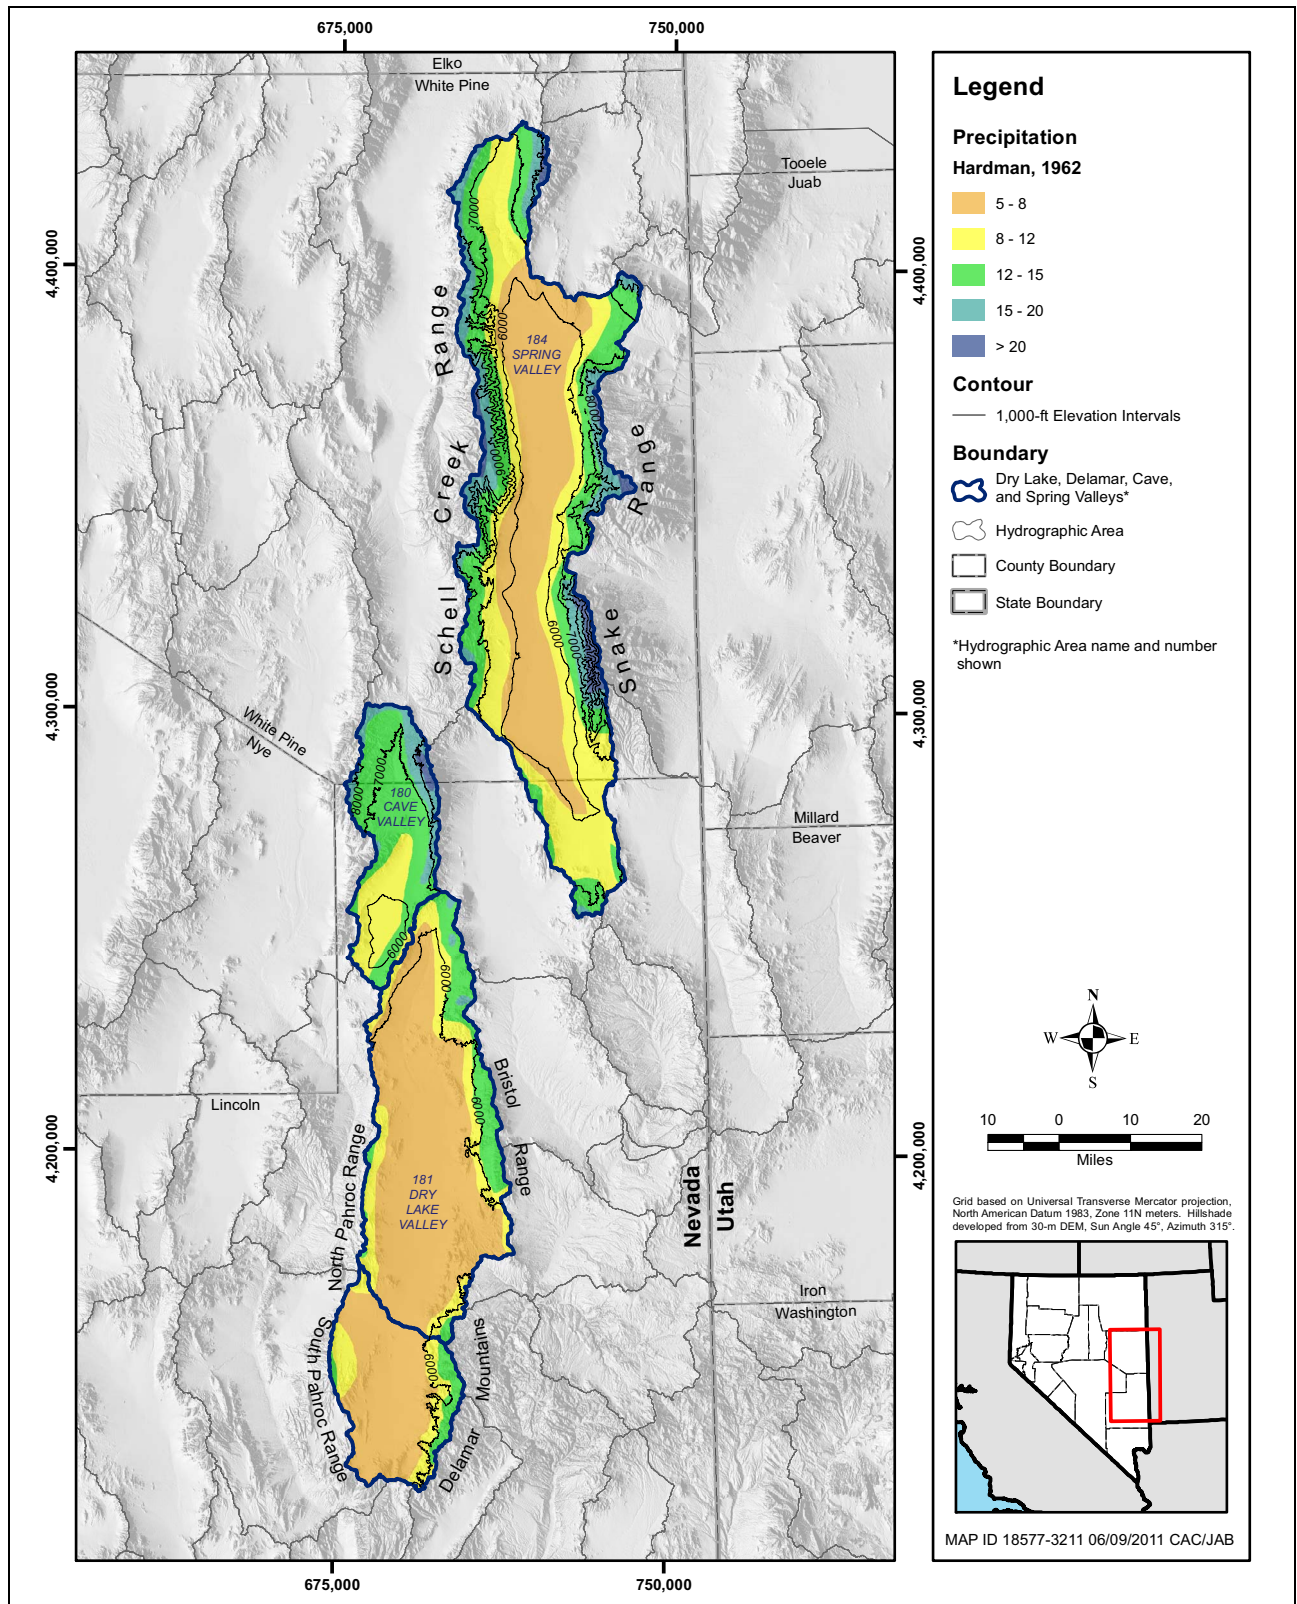 675,000
750,000
Elko
White Pine
Tooele
Juab
4,400,000
4,400,000
7000
6000
184
SPRING
VALLEY
8000
9000
Schell Creek Range
Snake Range
6000
7000
4,300,000
4,300,000
White Pine
Nye
7000
8000
180
CAVE
VALLEY
Millard
Beaver
6000
6000
Lincoln
Bristol Range
6000
4,200,000
4,200,000
North Pahroc Range
181
DRY
LAKE
VALLEY
Nevada
Utah
Iron
Washington
South Pahroc Range
6000
Delamar Mountains
675,000
750,000
Legend
Precipitation
Hardman, 1962
5 - 8
8 - 12
12 - 15
15 - 20
> 20
Contour
1,000-ft Elevation Intervals
Boundary
Dry Lake, Delamar, Cave,
and Spring Valleys*
Hydrographic Area
County Boundary
State Boundary
*Hydrographic Area name and number
shown
N
W
E
S
10 0 10 20
Miles
Grid based on Universal Transverse Mercator projection,
North American Datum 1983, Zone 11N meters. Hillshade
developed from 30-m DEM, Sun Angle 45°, Azimuth 315°.
MAP ID 18577-3211 06/09/2011 CAC/JAB